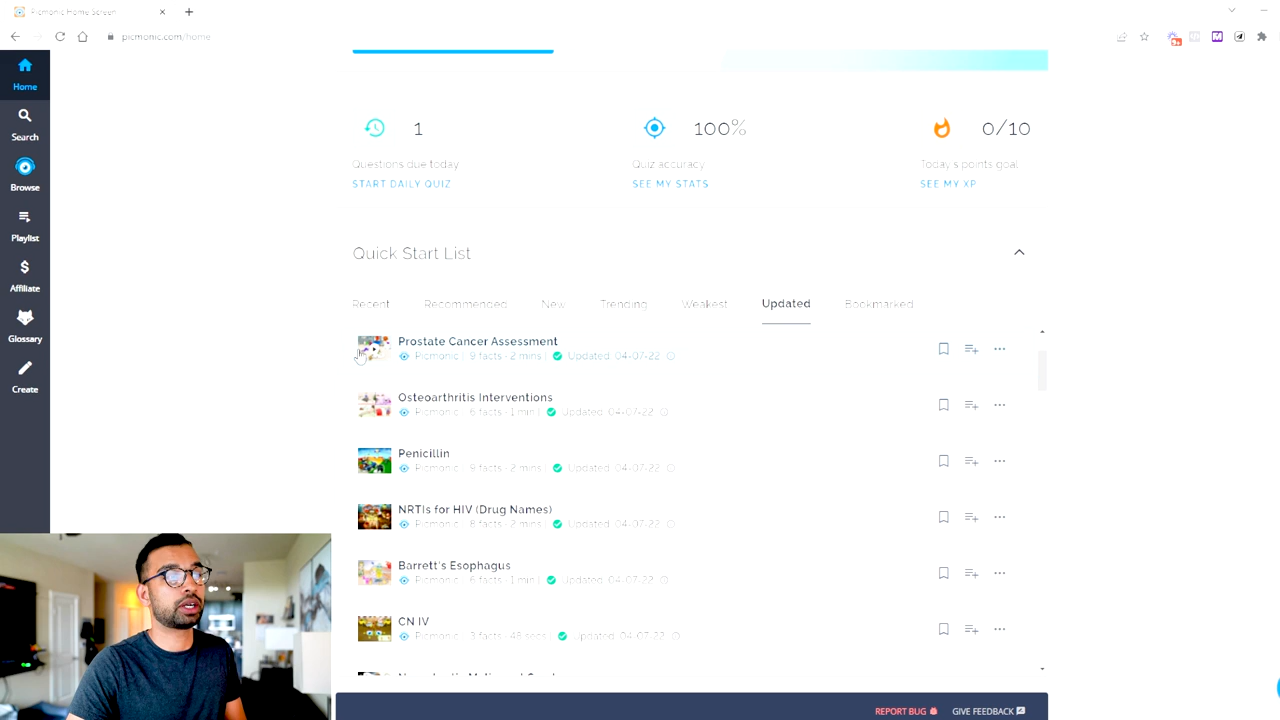 Picmonic Home Screen
picmonic.com/home
9+
Home
Search
Browse
Playlist
$
Affiliate
Glossary
Create
1
Questions due today
START DAILY QUIZ
100%
Quiz accuracy
SEE MY STATS
0/10
Today's points goal
SEE MY XP
Quick Start List
Recent Recommended New Trending Weakest Updated Bookmarked
Prostate Cancer Assessment
Picmonic | 9 facts · 2 mins | Updated: 04-07-22
Osteoarthritis Interventions
Picmonic | 6 facts · 1 min | Updated: 04-07-22
Penicillin
Picmonic | 9 facts · 2 mins | Updated: 04-07-22
NRTIs for HIV (Drug Names)
Picmonic | 8 facts · 2 mins | Updated: 04-07-22
Barrett's Esophagus
Picmonic | 6 facts · 1 min | Updated: 04-07-22
CN IV
Picmonic | 3 facts · 48 secs | Updated: 04-07-22
REPORT BUG GIVE FEEDBACK